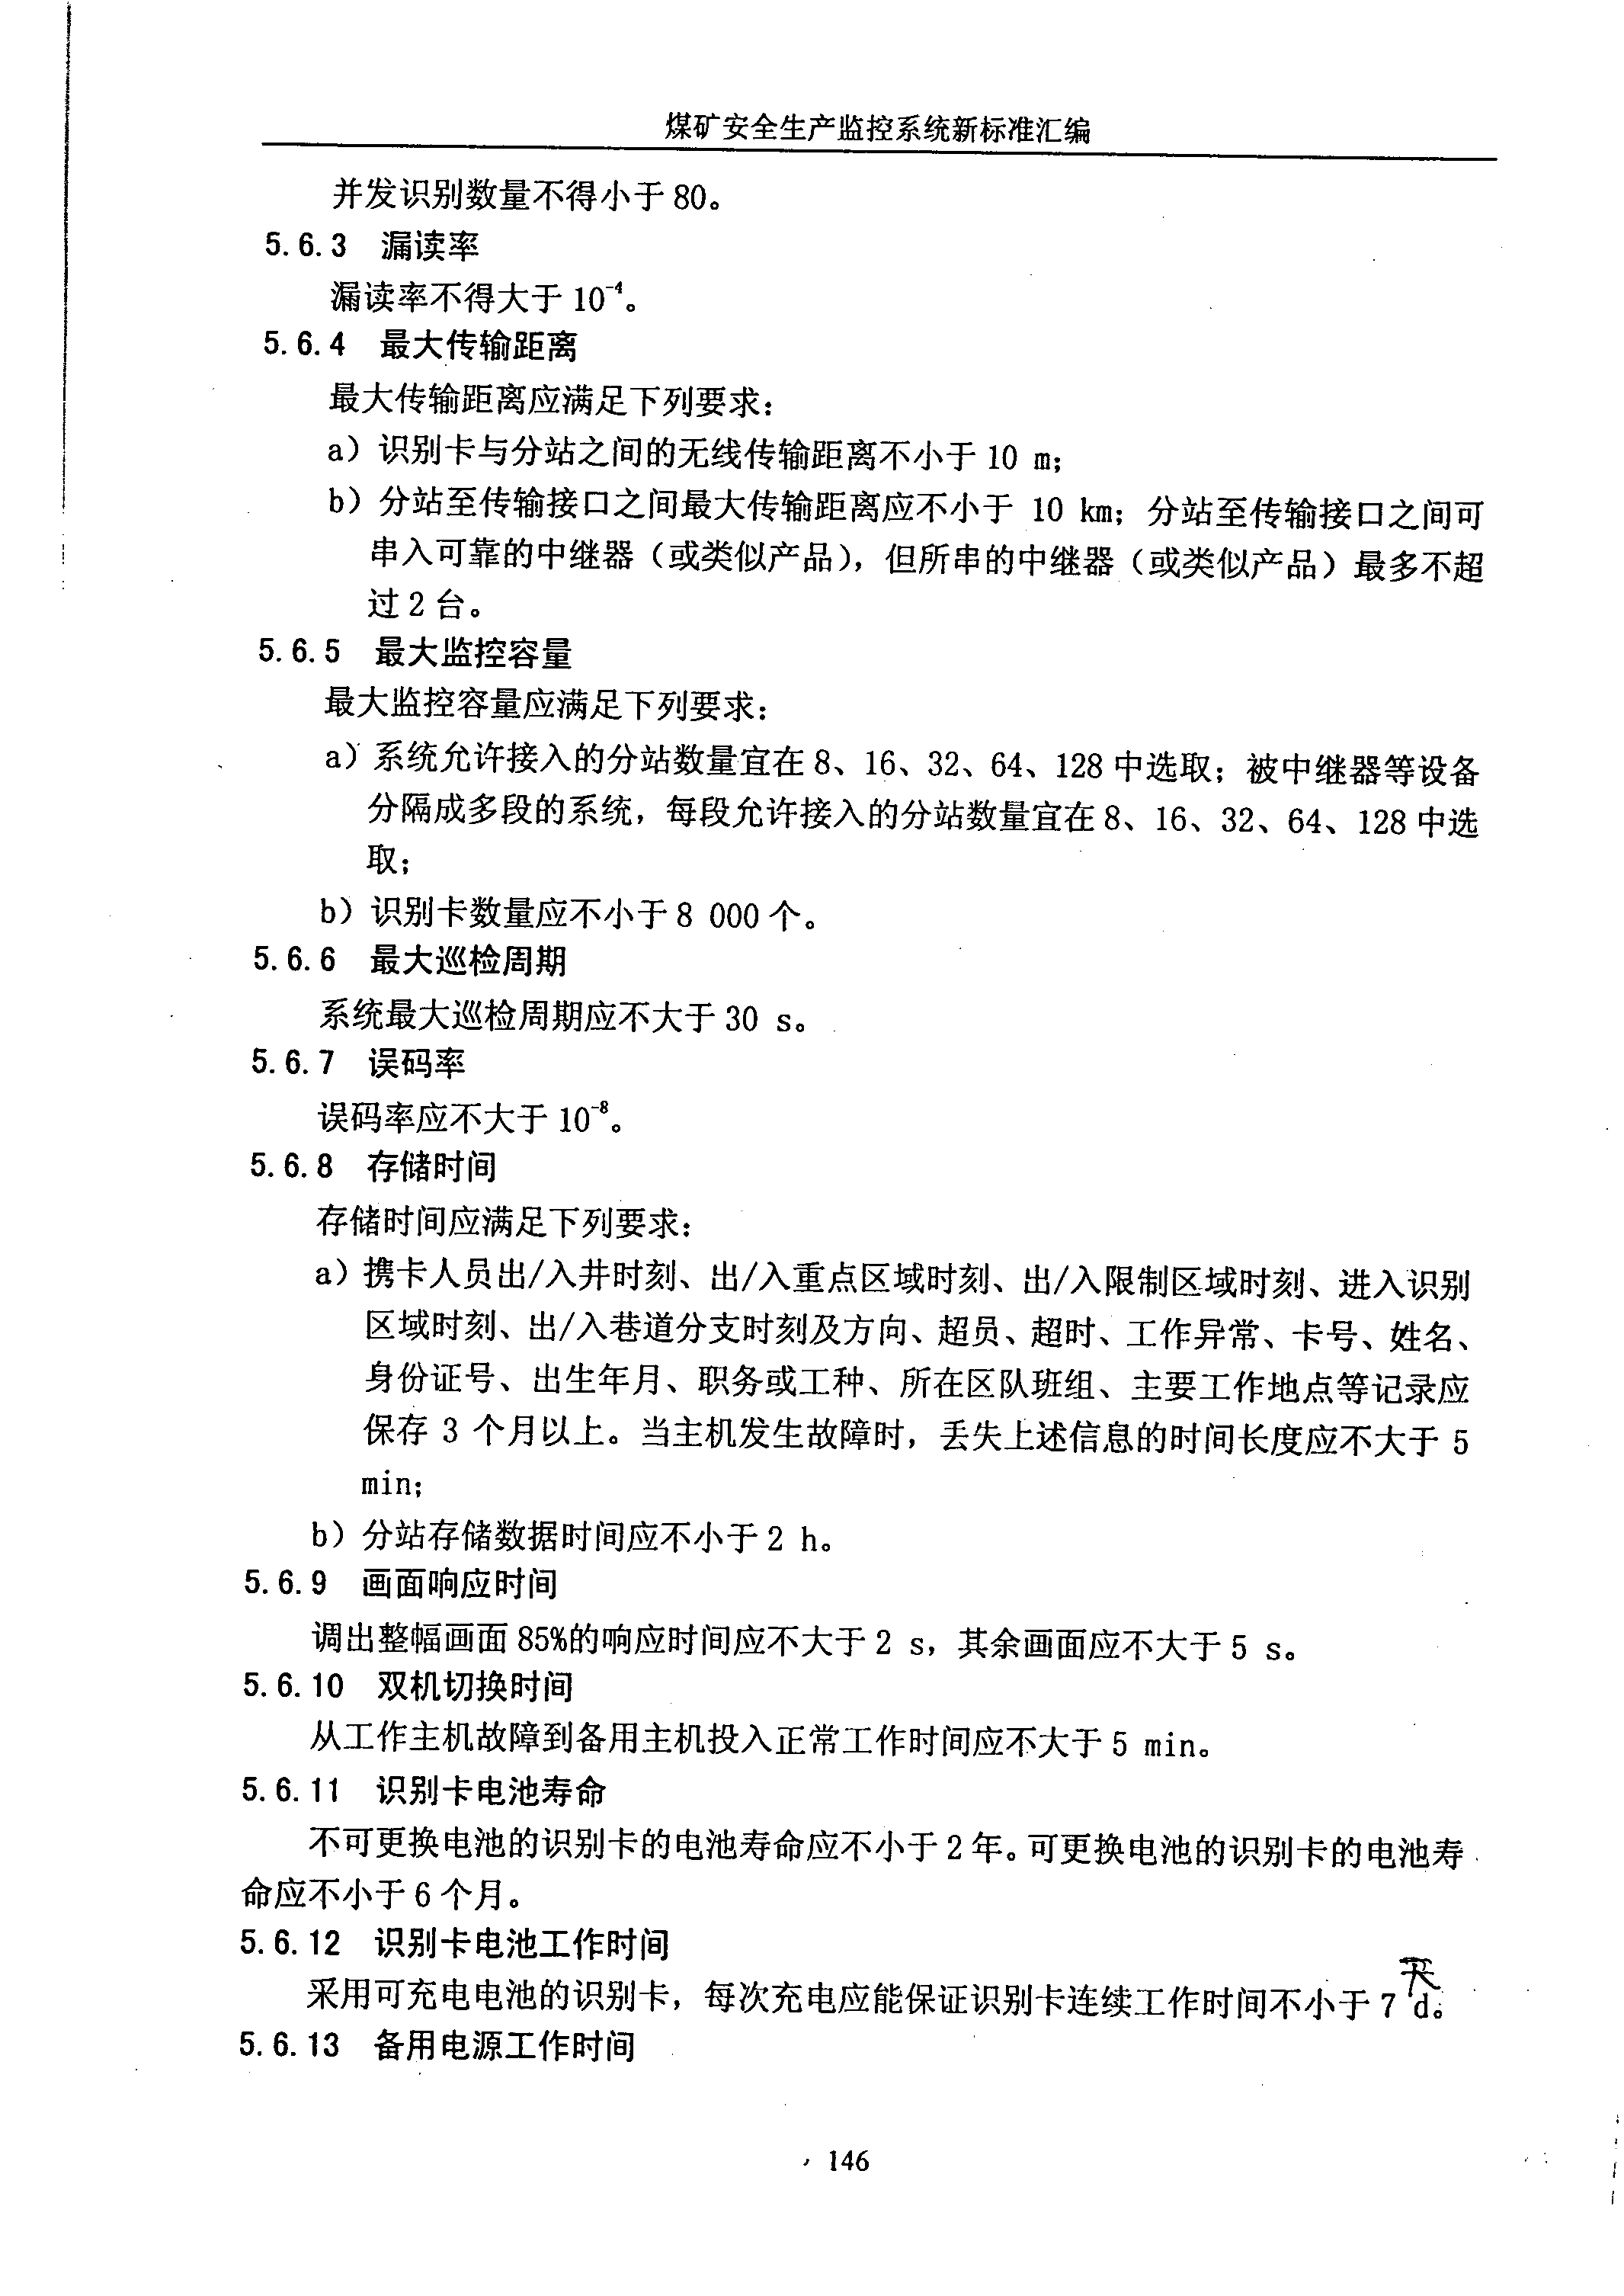 煤矿安全生产监控系统新标准汇编
并发识别数量不得小于 80。
5.6.3 漏读率
漏读率不得大于 10⁻⁴。
5.6.4 最大传输距离
最大传输距离应满足下列要求：
a）识别卡与分站之间的无线传输距离不小于 10 m；
b）分站至传输接口之间最大传输距离应不小于 10 km；分站至传输接口之间可
串入可靠的中继器（或类似产品），但所串的中继器（或类似产品）最多不超
过 2 台。
5.6.5 最大监控容量
最大监控容量应满足下列要求：
a）系统允许接入的分站数量宜在 8、16、32、64、128 中选取；被中继器等设备
分隔成多段的系统，每段允许接入的分站数量宜在 8、16、32、64、128 中选
取；
b）识别卡数量应不小于 8 000 个。
5.6.6 最大巡检周期
系统最大巡检周期应不大于 30 s。
5.6.7 误码率
误码率应不大于 10⁻⁸。
5.6.8 存储时间
存储时间应满足下列要求：
a）携卡人员出/入井时刻、出/入重点区域时刻、出/入限制区域时刻、进入识别
区域时刻、出/入巷道分支时刻及方向、超员、超时、工作异常、卡号、姓名、
身份证号、出生年月、职务或工种、所在区队班组、主要工作地点等记录应
保存 3 个月以上。当主机发生故障时，丢失上述信息的时间长度应不大于 5
min；
b）分站存储数据时间应不小于 2 h。
5.6.9 画面响应时间
调出整幅画面 85%的响应时间应不大于 2 s，其余画面应不大于 5 s。
5.6.10 双机切换时间
从工作主机故障到备用主机投入正常工作时间应不大于 5 min。
5.6.11 识别卡电池寿命
不可更换电池的识别卡的电池寿命应不小于 2 年。可更换电池的识别卡的电池寿
命应不小于 6 个月。
5.6.12 识别卡电池工作时间
天
采用可充电电池的识别卡，每次充电应能保证识别卡连续工作时间不小于 7 d。
5.6.13 备用电源工作时间
146